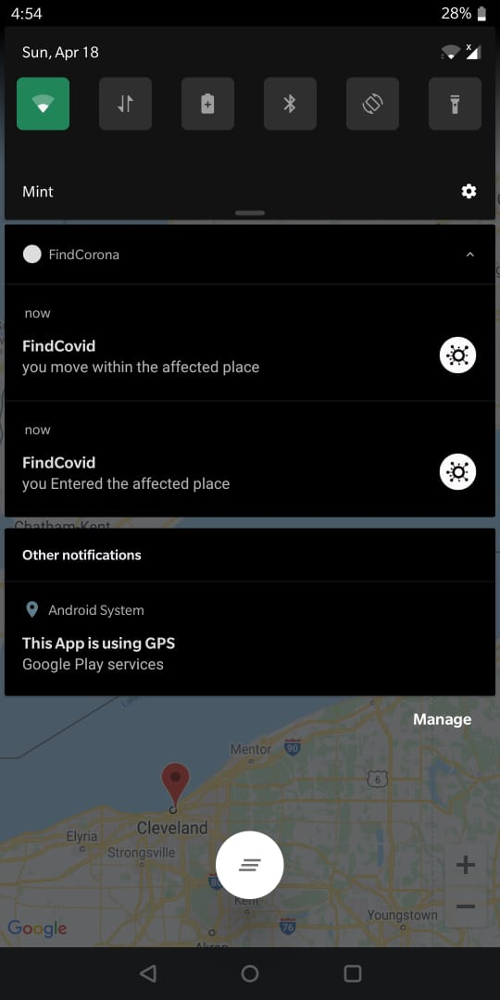 4:54
28%
Sun, Apr 18
x
Mint
FindCorona
now
FindCovid
you move within the affected place
now
FindCovid
you Entered the affected place
Chatham-Kent
Other notifications
Android System
This App is using GPS
Google Play services
Manage
Mentor
90
6
Cleveland
Elyria
Strongsville
80
Kent
Youngstown
76
Google
Akron